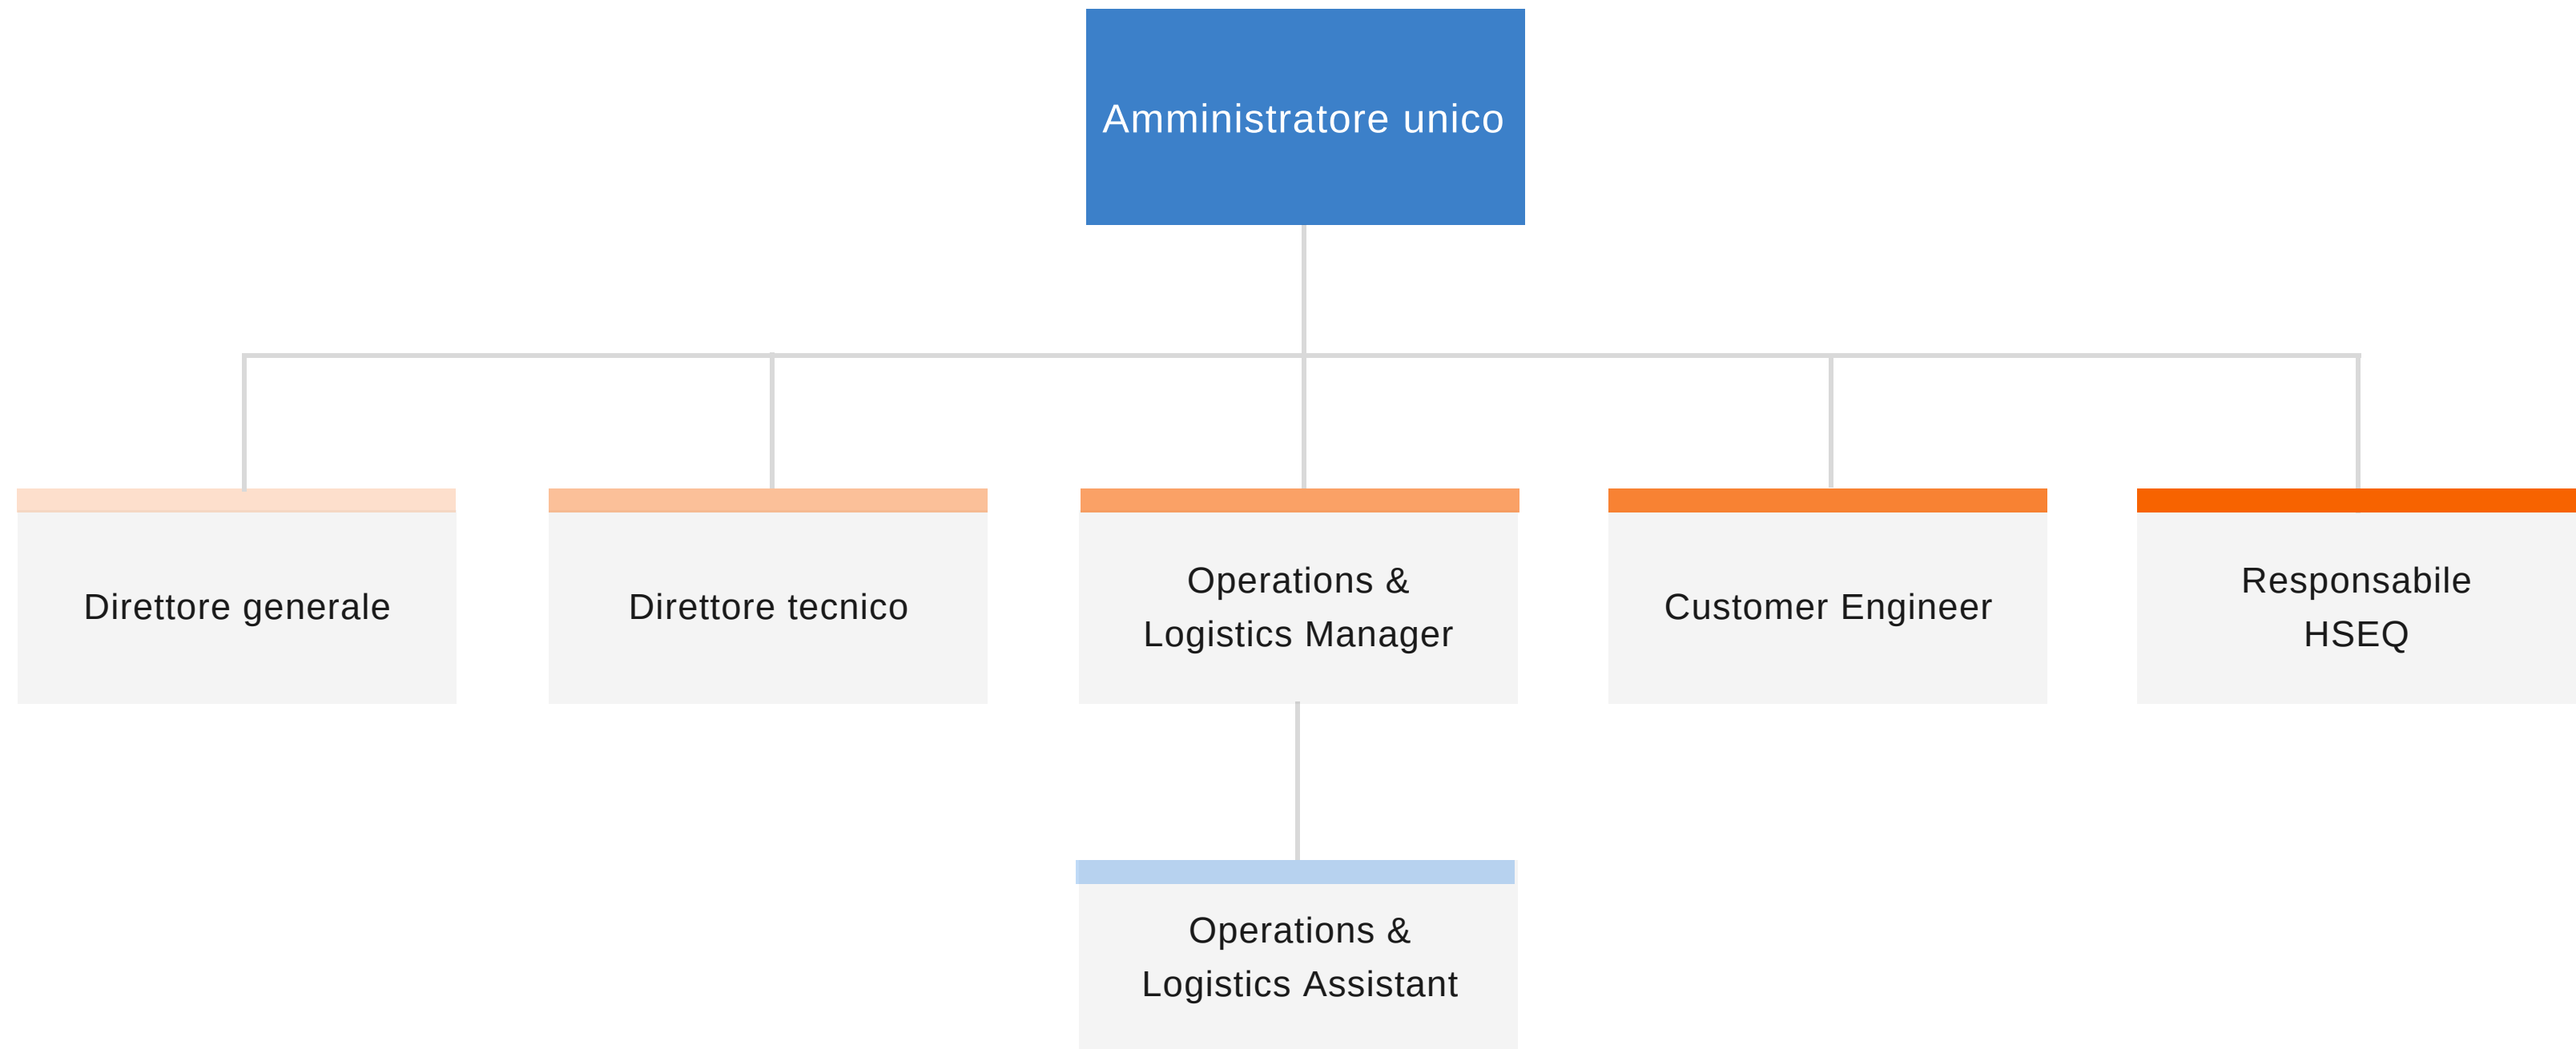 Amministratore unico
Direttore generale
Direttore tecnico
Operations &
Logistics Manager
Customer Engineer
Responsabile
HSEQ
Operations &
Logistics Assistant